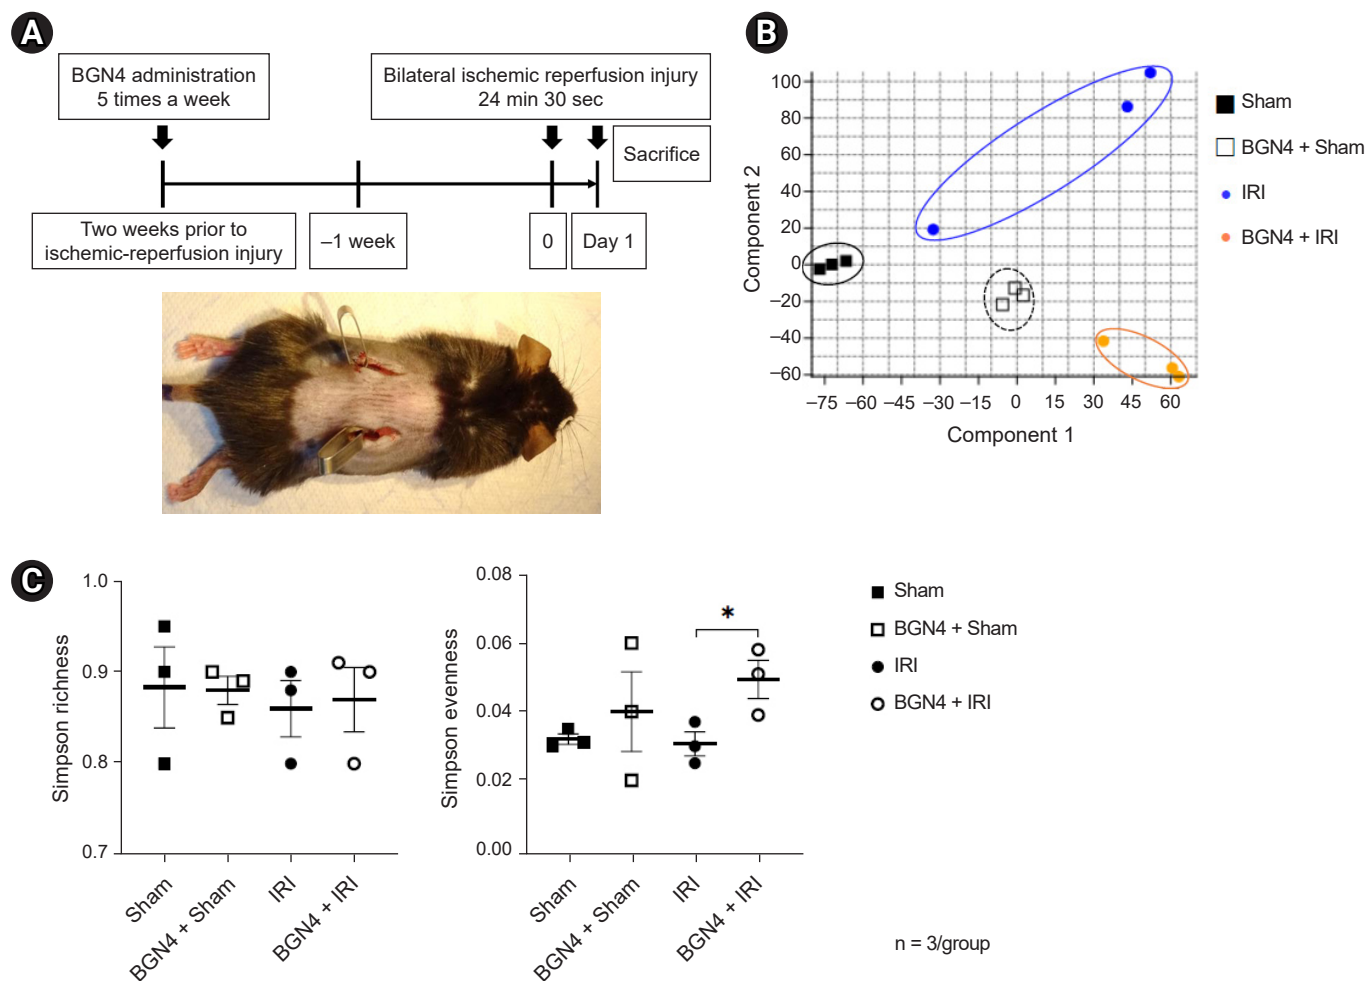 A
BGN4 administration
5 times a week
Bilateral ischemic reperfusion injury
24 min 30 sec
Sacrifice
Two weeks prior to
ischemic-reperfusion injury
–1 week
0
Day 1
B
Component 2
100
80
60
40
20
0
–20
–40
–60
–75 –60 –45 –30 –15 0 15 30 45 60
Component 1
Sham
BGN4 + Sham
IRI
BGN4 + IRI
C
Simpson richness
1.0
0.9
0.8
0.7
Sham
BGN4 + Sham
IRI
BGN4 + IRI
Simpson evenness
0.08
0.06
0.04
0.02
0.00
*
Sham
BGN4 + Sham
IRI
BGN4 + IRI
Sham
BGN4 + Sham
IRI
BGN4 + IRI
n = 3/group